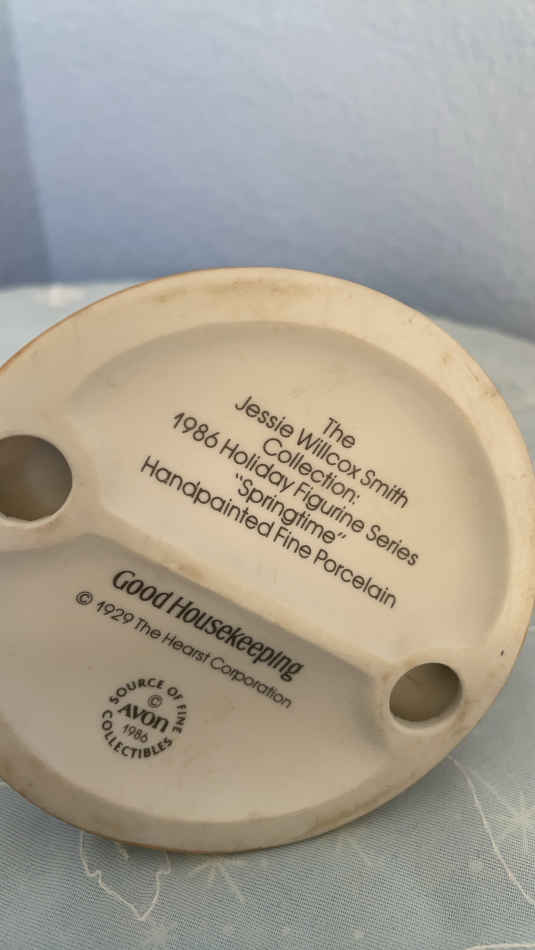 The
Jessie Willcox Smith
Collection:
1986 Holiday Figurine Series
"Springtime"
Handpainted Fine Porcelain
Good Housekeeping
© 1929 The Hearst Corporation
SOURCE OF FINE
©
AVON
1986
COLLECTIBLES